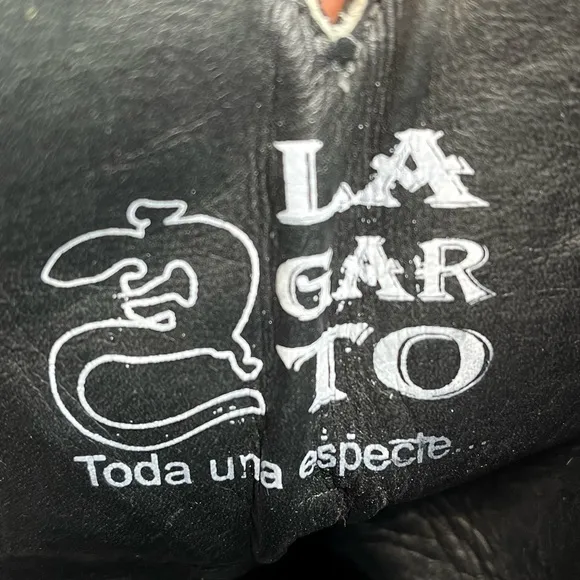 LA
GAR
TO
Toda una especie...